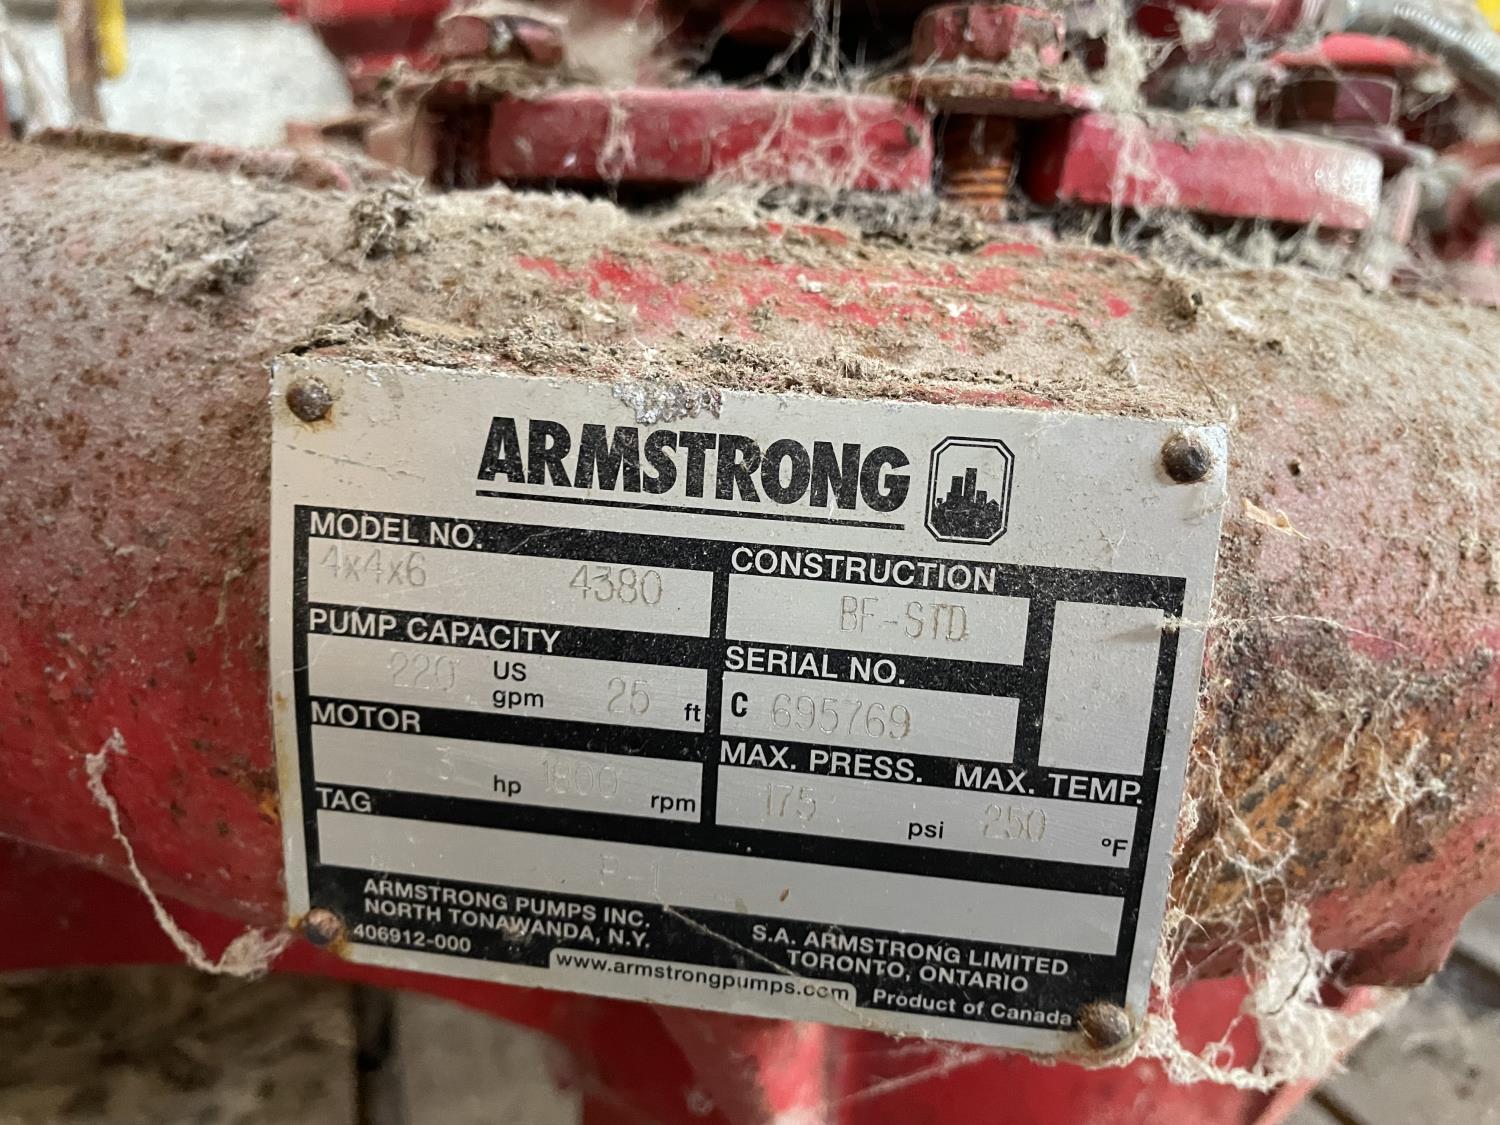 ARMSTRONG
MODEL NO.
4x4x6 4380
CONSTRUCTION
BF-STD
PUMP CAPACITY
220 US gpm 25 ft
SERIAL NO.
C 695769
MOTOR
3 hp 1800 rpm
MAX. PRESS. MAX. TEMP.
175 psi 250 °F
TAG
P-1
ARMSTRONG PUMPS INC.
NORTH TONAWANDA, N.Y.
406912-000
S.A. ARMSTRONG LIMITED
TORONTO, ONTARIO
www.armstrongpumps.com
Product of Canada